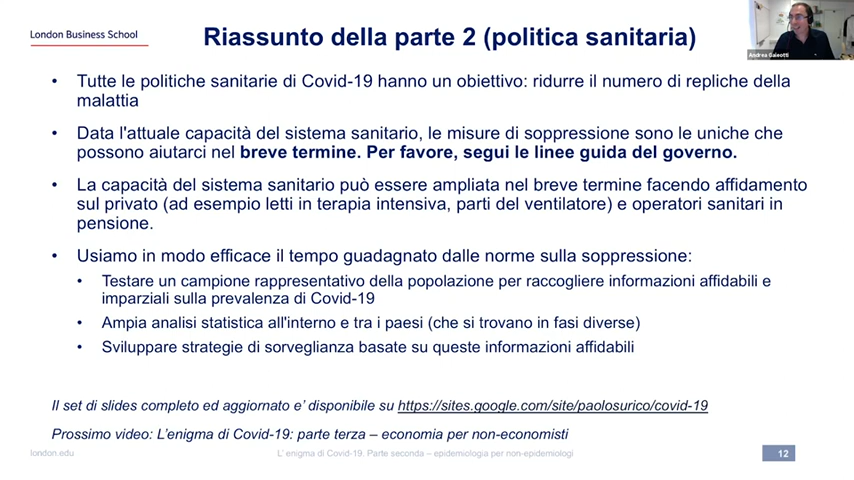 London Business School
Riassunto della parte 2 (politica sanitaria)
Andrea Galeotti
• Tutte le politiche sanitarie di Covid-19 hanno un obiettivo: ridurre il numero di repliche della
malattia
• Data l'attuale capacità del sistema sanitario, le misure di soppressione sono le uniche che
possono aiutarci nel breve termine. Per favore, segui le linee guida del governo.
• La capacità del sistema sanitario può essere ampliata nel breve termine facendo affidamento
sul privato (ad esempio letti in terapia intensiva, parti del ventilatore) e operatori sanitari in
pensione.
• Usiamo in modo efficace il tempo guadagnato dalle norme sulla soppressione:
• Testare un campione rappresentativo della popolazione per raccogliere informazioni affidabili e
imparziali sulla prevalenza di Covid-19
• Ampia analisi statistica all'interno e tra i paesi (che si trovano in fasi diverse)
• Sviluppare strategie di sorveglianza basate su queste informazioni affidabili
Il set di slides completo ed aggiornato e' disponibile su https://sites.google.com/site/paolosurico/covid-19
Prossimo video: L'enigma di Covid-19: parte terza – economia per non-economisti
london.edu
L' enigma di Covid-19. Parte seconda – epidemiologia per non-epidemiologi
12